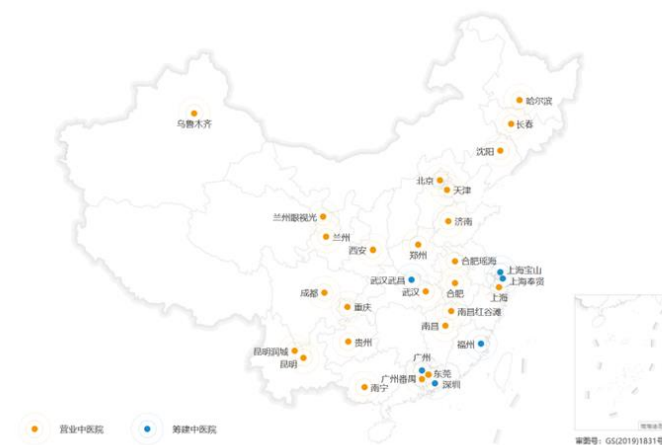 哈尔滨
乌鲁木齐
长春
沈阳
北京
天津
兰州眼视光
济南
兰州
西安
郑州
合肥瑶海
上海宝山
武汉武昌
上海奉贤
成都
武汉
合肥
上海
重庆
南昌红谷滩
南昌
贵州
福州
昆明润城
昆明
广州
广州番禺
东莞
深圳
南宁
营业中医院
筹建中医院
审图号：GS(2019)1831号